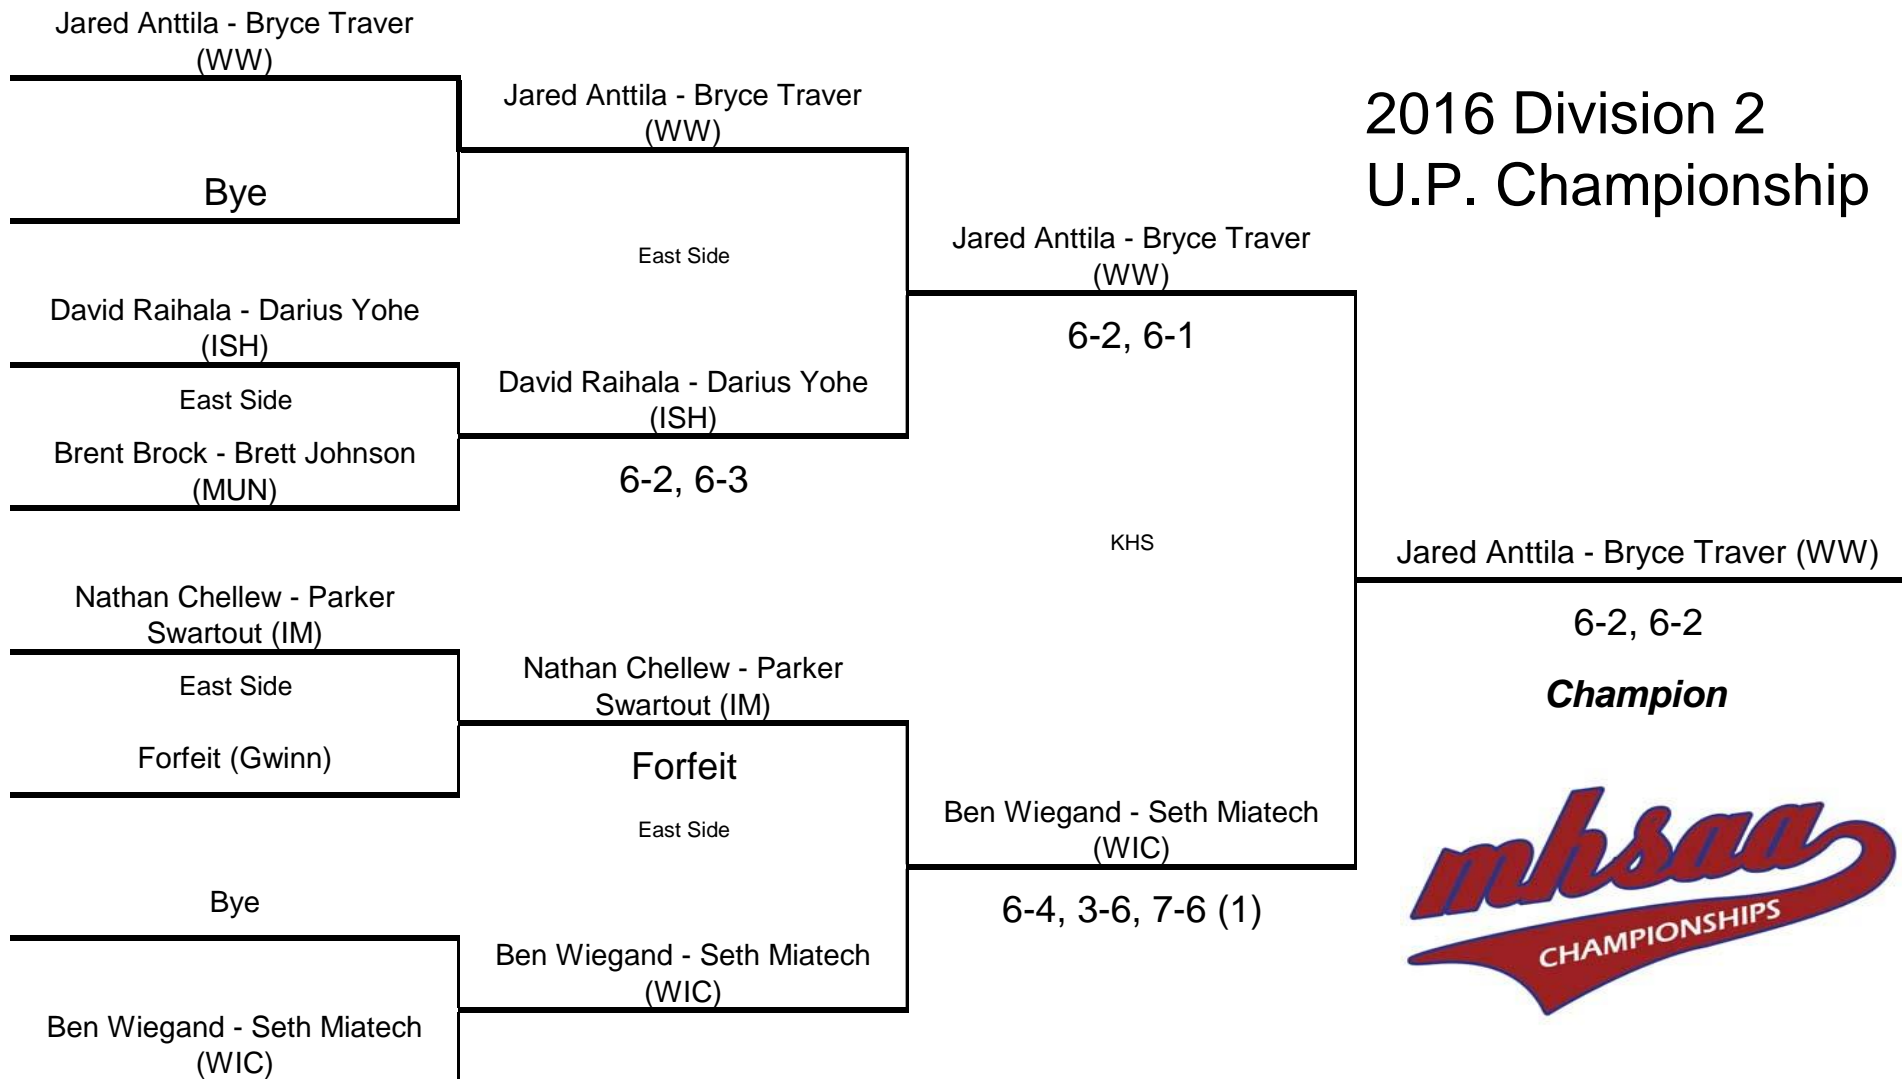 Jared Anttila - Bryce Traver
(WW)
Bye
David Raihala - Darius Yohe
(ISH)
East Side
Brent Brock - Brett Johnson
(MUN)
Nathan Chellew - Parker
Swartout (IM)
East Side
Forfeit (Gwinn)
Bye
Ben Wiegand - Seth Miatech
(WIC)
Jared Anttila - Bryce Traver
(WW)
East Side
David Raihala - Darius Yohe
(ISH)
6-2, 6-3
Nathan Chellew - Parker
Swartout (IM)
Forfeit
East Side
Ben Wiegand - Seth Miatech
(WIC)
Jared Anttila - Bryce Traver
(WW)
6-2, 6-1
KHS
Ben Wiegand - Seth Miatech
(WIC)
6-4, 3-6, 7-6 (1)
2016 Division 2
U.P. Championship
Jared Anttila - Bryce Traver (WW)
6-2, 6-2
Champion
mhsaa
CHAMPIONSHIPS